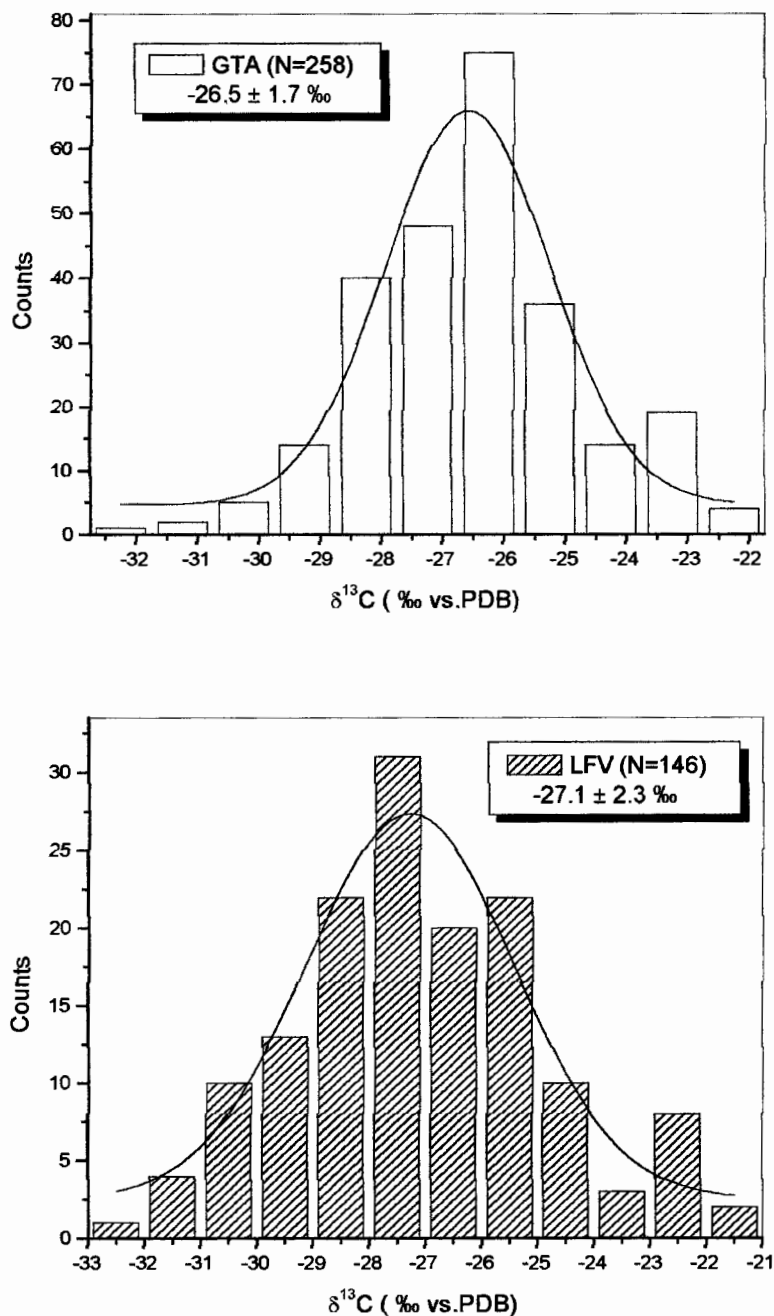 80
70
60
50
40
30
20
10
0
Counts
GTA (N=258)
-26.5 ± 1.7 ‰
-32 -31 -30 -29 -28 -27 -26 -25 -24 -23 -22
δ¹³C ( ‰ vs.PDB)
30
25
20
15
10
5
0
Counts
LFV (N=146)
-27.1 ± 2.3 ‰
-33 -32 -31 -30 -29 -28 -27 -26 -25 -24 -23 -22 -21
δ¹³C ( ‰ vs.PDB)